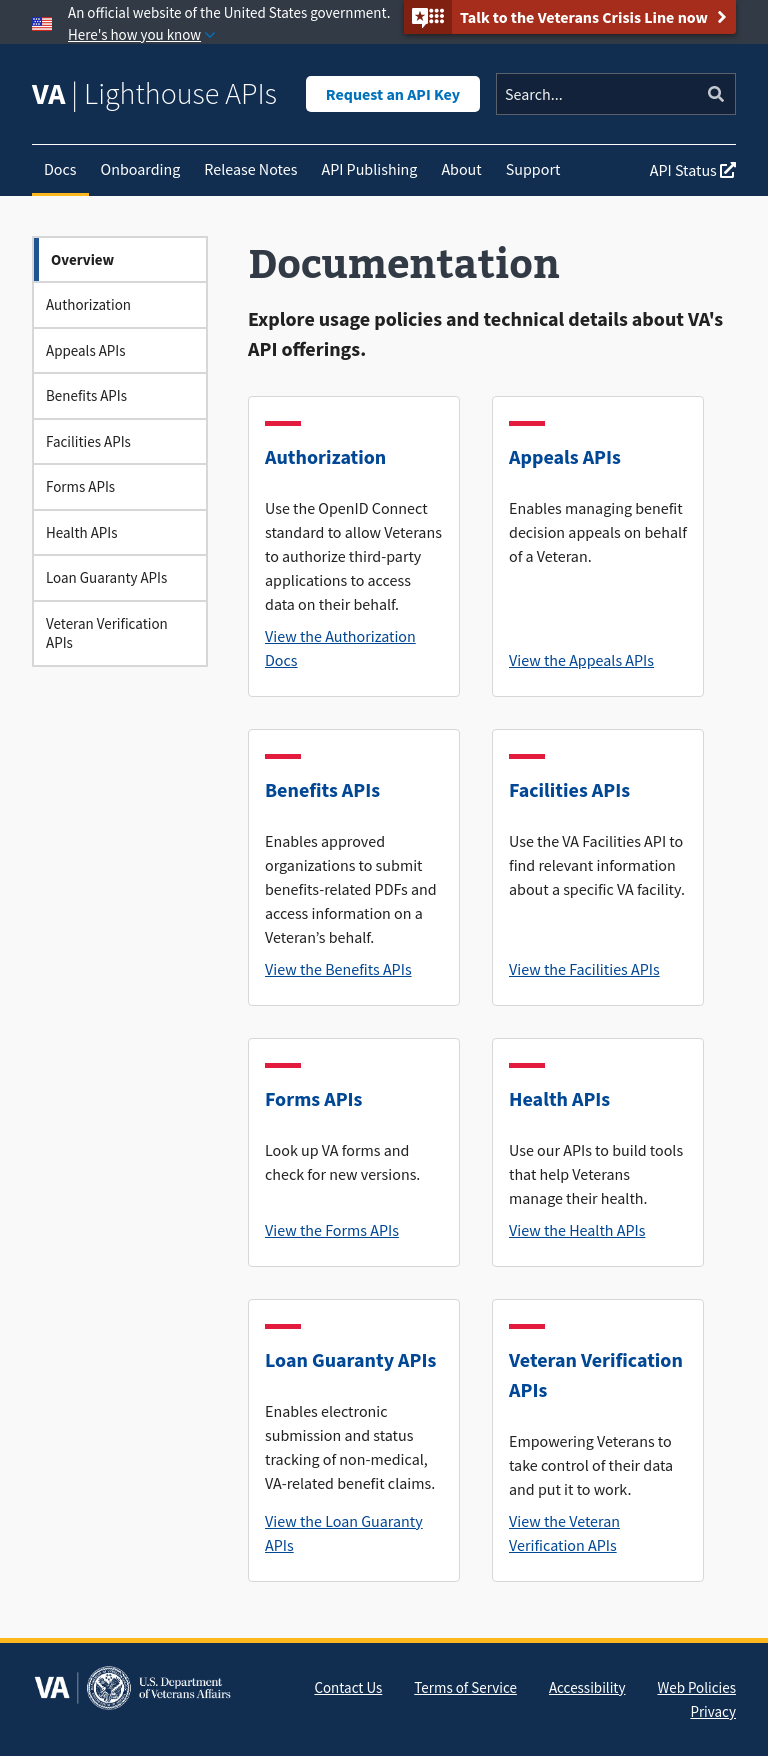 An official website of the United States government.
Here's how you know
Talk to the Veterans Crisis Line now
VA | Lighthouse APIs
Request an API Key
Search...
Docs
Onboarding
Release Notes
API Publishing
About
Support
API Status
Overview
Authorization
Appeals APIs
Benefits APIs
Facilities APIs
Forms APIs
Health APIs
Loan Guaranty APIs
Veteran Verification
APIs
Documentation
Explore usage policies and technical details about VA's
API offerings.
Authorization
Use the OpenID Connect
standard to allow Veterans
to authorize third-party
applications to access
data on their behalf.
View the Authorization
Docs
Appeals APIs
Enables managing benefit
decision appeals on behalf
of a Veteran.
View the Appeals APIs
Benefits APIs
Enables approved
organizations to submit
benefits-related PDFs and
access information on a
Veteran’s behalf.
View the Benefits APIs
Facilities APIs
Use the VA Facilities API to
find relevant information
about a specific VA facility.
View the Facilities APIs
Forms APIs
Look up VA forms and
check for new versions.
View the Forms APIs
Health APIs
Use our APIs to build tools
that help Veterans
manage their health.
View the Health APIs
Loan Guaranty APIs
Enables electronic
submission and status
tracking of non-medical,
VA-related benefit claims.
View the Loan Guaranty
APIs
Veteran Verification
APIs
Empowering Veterans to
take control of their data
and put it to work.
View the Veteran
Verification APIs
VA
U.S. Department
of Veterans Affairs
Contact Us
Terms of Service
Accessibility
Web Policies
Privacy